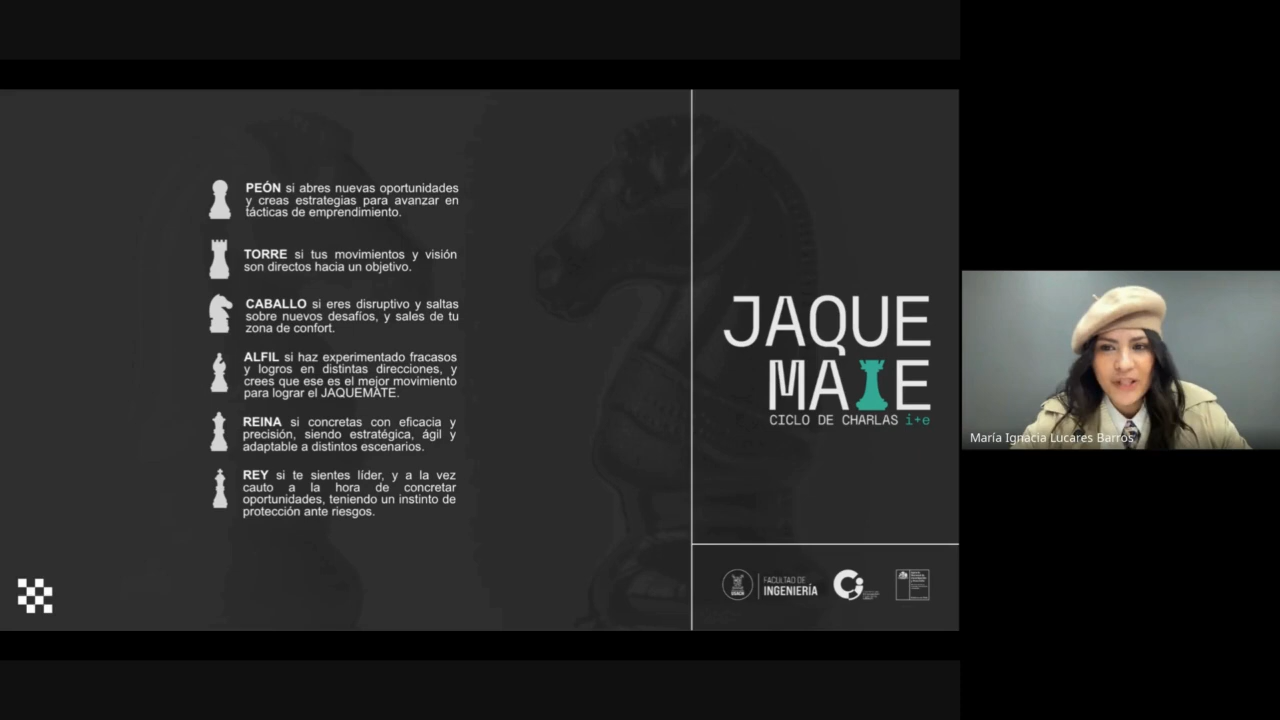 PEÓN si abres nuevas oportunidades
y creas estrategias para avanzar en
tácticas de emprendimiento.
TORRE si tus movimientos y visión
son directos hacia un objetivo.
CABALLO si eres disruptivo y saltas
sobre nuevos desafíos, y sales de tu
zona de confort.
ALFIL si haz experimentado fracasos
y logros en distintas direcciones, y
crees que ese es el mejor movimiento
para lograr el JAQUEMATE.
REINA si concretas con eficacia y
precisión, siendo estratégica, ágil y
adaptable a distintos escenarios.
REY si te sientes líder, y a la vez
cauto a la hora de concretar
oportunidades, teniendo un instinto de
protección ante riesgos.
JAQUE
MATE
CICLO DE CHARLAS i+e
FACULTAD DE
INGENIERÍA
María Ignacia Lucares Barros